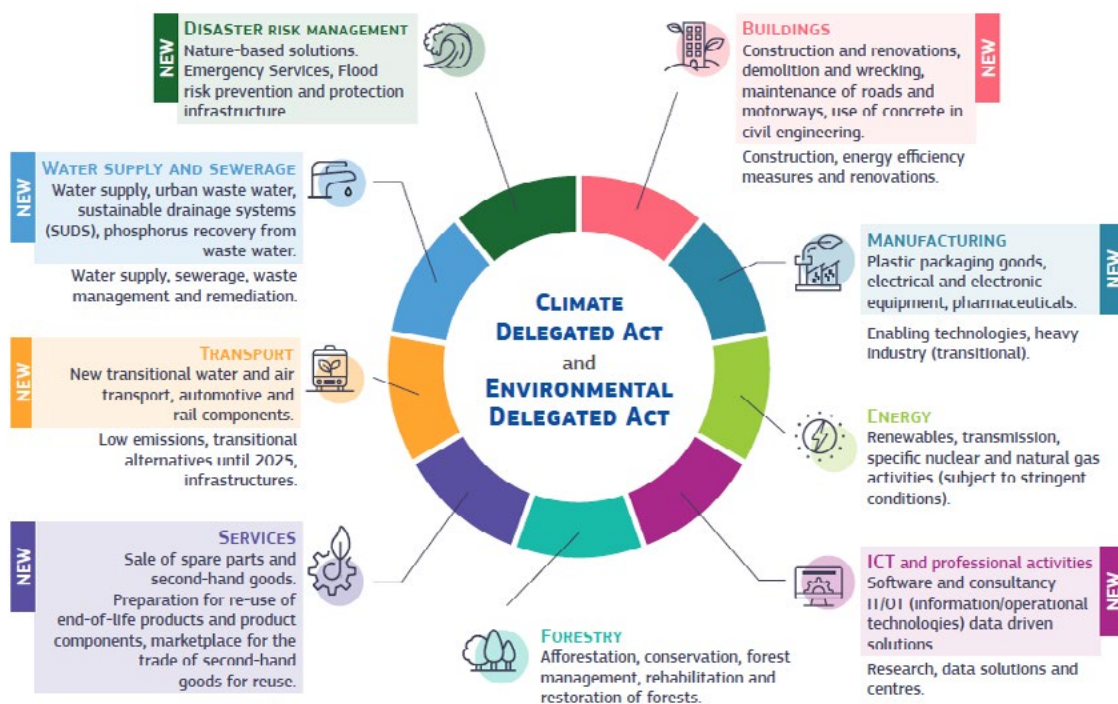 NEW
DISASTER RISK MANAGEMENT
Nature-based solutions.
Emergency Services, Flood
risk prevention and protection
infrastructure
NEW
BUILDINGS
Construction and renovations,
demolition and wrecking,
maintenance of roads and
motorways, use of concrete in
civil engineering.
Construction, energy efficiency
measures and renovations.
NEW
WATER SUPPLY AND SEWERAGE
Water supply, urban waste water,
sustainable drainage systems
(SUDS), phosphorus recovery from
waste water.
Water supply, sewerage, waste
management and remediation.
NEW
MANUFACTURING
Plastic packaging goods,
electrical and electronic
equipment, pharmaceuticals.
Enabling technologies, heavy
industry (transitional).
CLIMATE
DELEGATED ACT
and
ENVIRONMENTAL
DELEGATED ACT
NEW
TRANSPORT
New transitional water and air
transport, automotive and
rail components.
Low emissions, transitional
alternatives until 2025,
infrastructures.
ENERGY
Renewables, transmission,
specific nuclear and natural gas
activities (subject to stringent
conditions).
NEW
SERVICES
Sale of spare parts and
second-hand goods.
Preparation for re-use of
end-of-life products and product
components, marketplace for the
trade of second-hand
goods for reuse.
NEW
ICT and professional activities
Software and consultancy
IT/OT (information/operational
technologies) data driven
solutions
Research, data solutions and
centres.
FORESTRY
Afforestation, conservation, forest
management, rehabilitation and
restoration of forests.